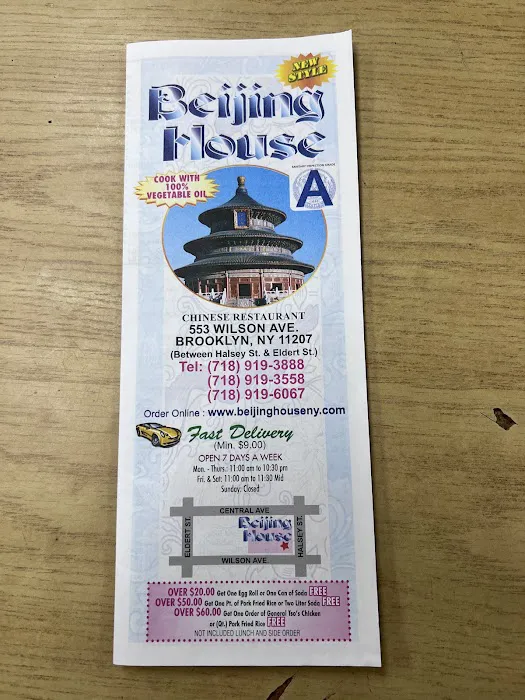 NEW
STYLE
Beijing
House
SANITARY INSPECTION GRADE
A
COOK WITH
100%
VEGETABLE OIL
CHINESE RESTAURANT
553 WILSON AVE.
BROOKLYN, NY 11207
(Between Halsey St. & Eldert St.)
Tel: (718) 919-3888
(718) 919-3558
(718) 919-6067
Order Online : www.beijinghouseny.com
Fast Delivery
(Min. $9.00)
OPEN 7 DAYS A WEEK
Mon. - Thurs.: 11:00 am to 10:30 pm
Fri. & Sat: 11:00 am to 11:30 Mid
Sunday: Closed
CENTRAL AVE
ELDERT ST.
Beijing
House
HALSEY ST.
WILSON AVE.
OVER $20.00 Get One Egg Roll or One Can of Soda FREE
OVER $50.00 Get One Pt. of Pork Fried Rice or Two Liter Soda FREE
OVER $60.00 Get One Order of General Tso's Chicken
or (Qt.) Pork Fried Rice FREE
NOT INCLUDED LUNCH AND SIDE ORDER